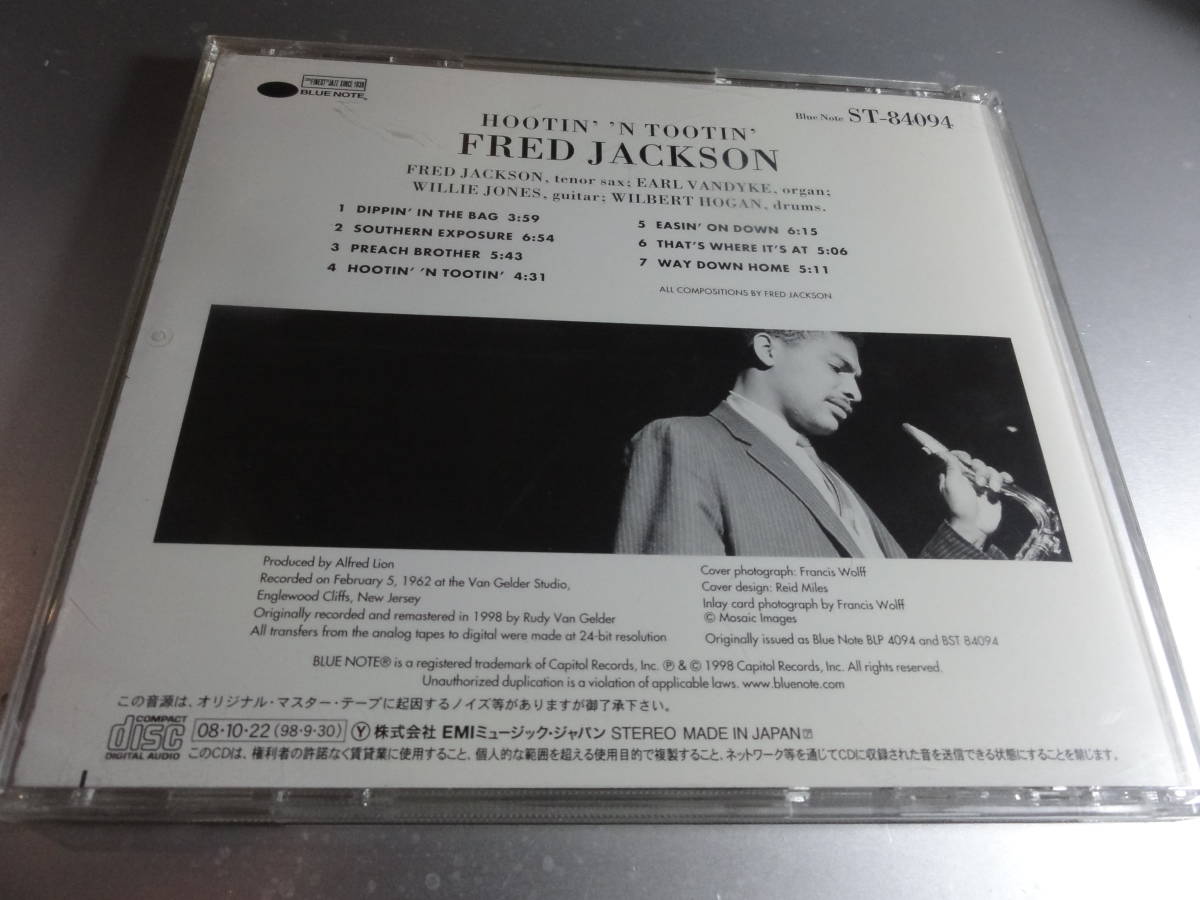 THE FINEST IN JAZZ SINCE 1939
BLUE NOTE™
Blue Note ST-84094
HOOTIN' 'N TOOTIN'
FRED JACKSON
FRED JACKSON, tenor sax; EARL VANDYKE, organ;
WILLIE JONES, guitar; WILBERT HOGAN, drums.
1 DIPPIN' IN THE BAG 3:59
2 SOUTHERN EXPOSURE 6:54
3 PREACH BROTHER 5:43
4 HOOTIN' 'N TOOTIN' 4:31
5 EASIN' ON DOWN 6:15
6 THAT'S WHERE IT'S AT 5:06
7 WAY DOWN HOME 5:11
ALL COMPOSITIONS BY FRED JACKSON
Produced by Alfred Lion
Recorded on February 5, 1962 at the Van Gelder Studio,
Englewood Cliffs, New Jersey
Originally recorded and remastered in 1998 by Rudy Van Gelder
All transfers from the analog tapes to digital were made at 24-bit resolution
Cover photograph: Francis Wolff
Cover design: Reid Miles
Inlay card photograph by Francis Wolff
© Mosaic Images
Originally issued as Blue Note BLP 4094 and BST 84094
BLUE NOTE® is a registered trademark of Capitol Records, Inc. ℗ & © 1998 Capitol Records, Inc. All rights reserved.
Unauthorized duplication is a violation of applicable laws. www.bluenote.com
この音源は、オリジナル・マスター・テープに起因するノイズ等がありますが御了承下さい。
COMPACT
disc
DIGITAL AUDIO
08・10・22 (98・9・30) Ⓨ 株式会社 EMIミュージック・ジャパン STEREO MADE IN JAPAN
このCDは、権利者の許諾なく賃貸業に使用すること、個人的な範囲を超える使用目的で複製すること、ネットワーク等を通じてCDに収録された音を送信できる状態にすることを禁じます。